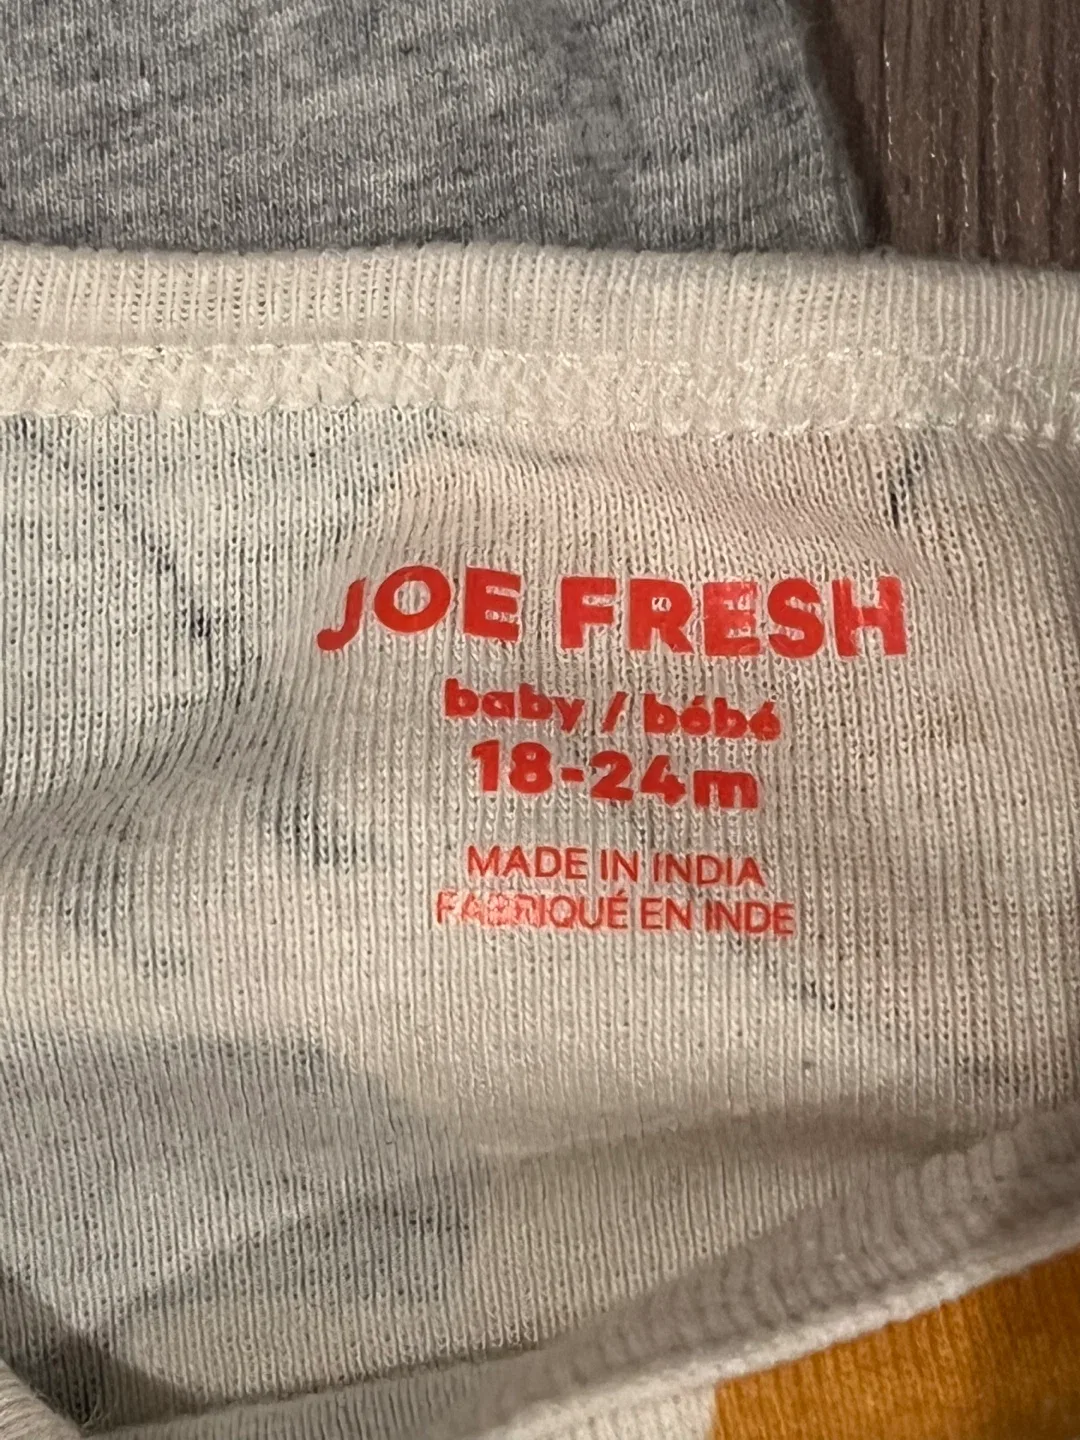 JOE FRESH
baby / bébé
18-24m
MADE IN INDIA
FABRIQUÉ EN INDE